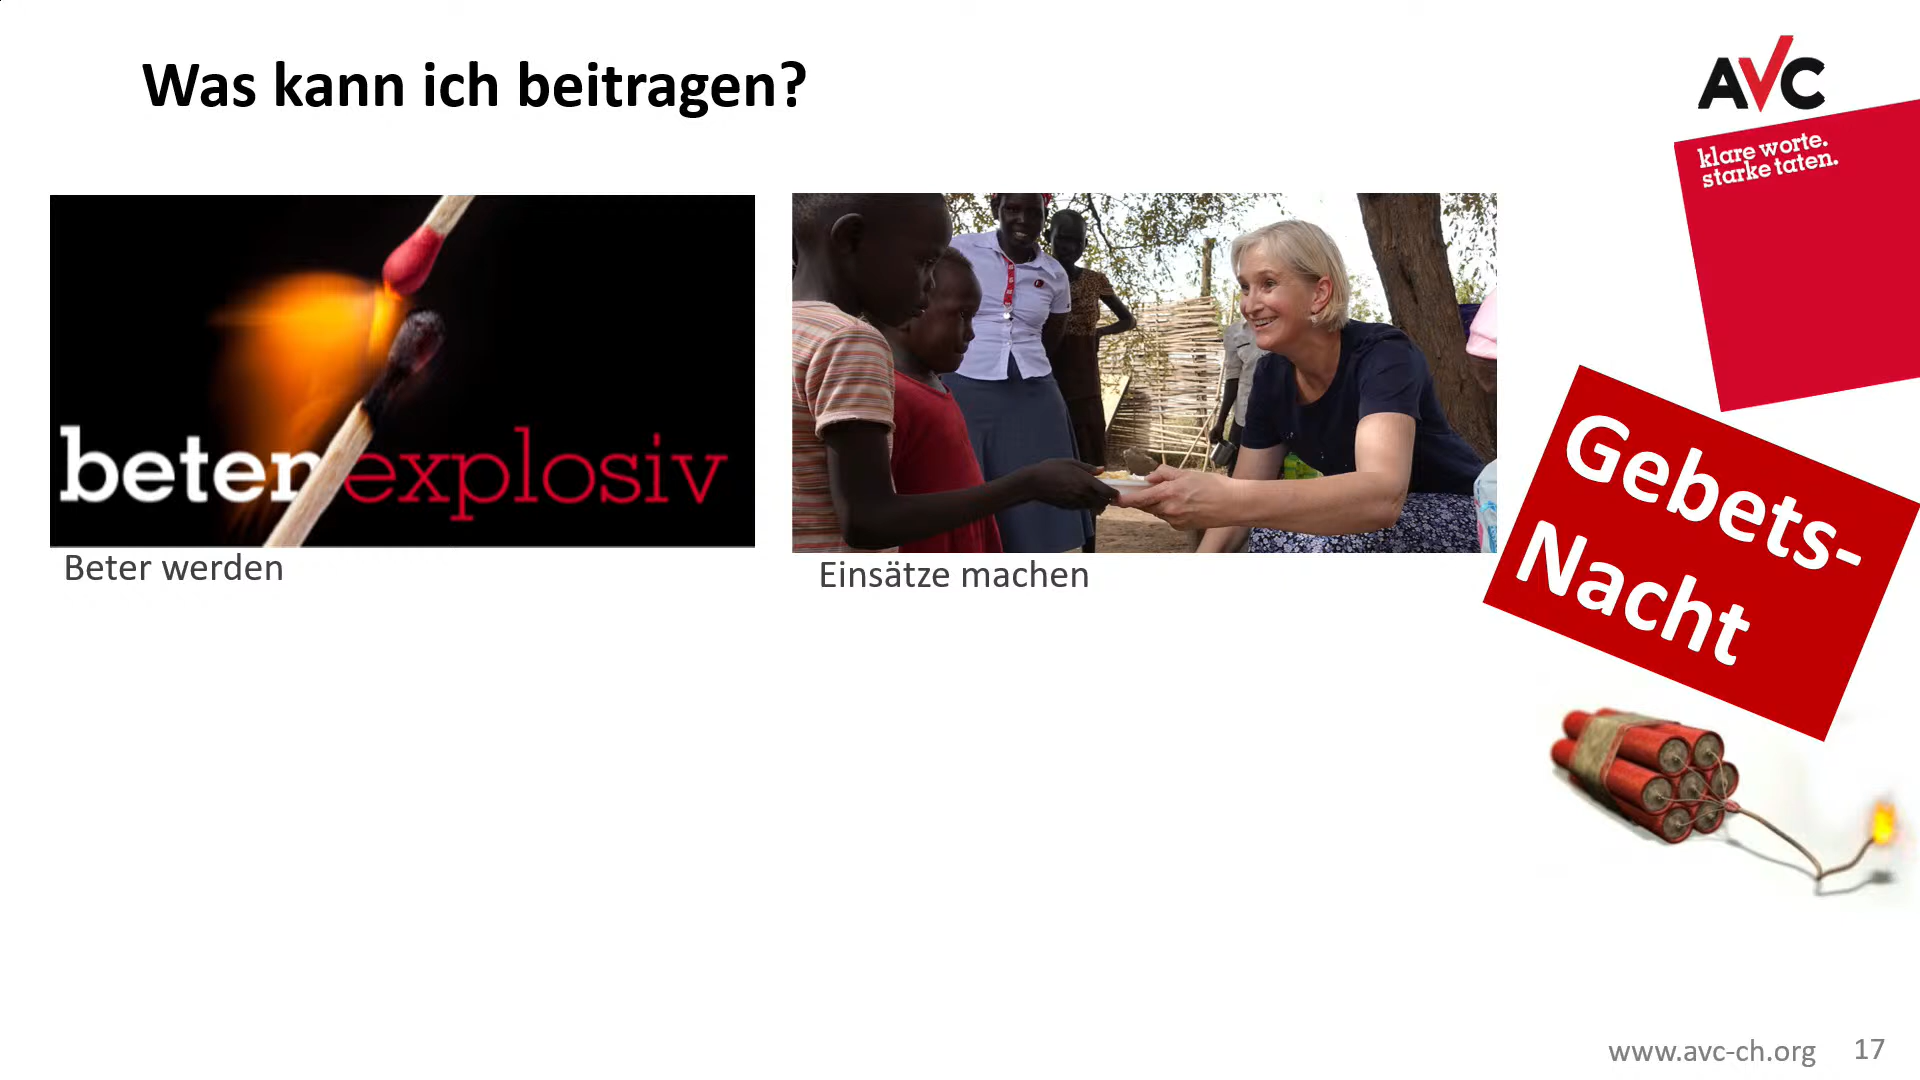 Was kann ich beitragen?
AVC
klare worte.
starke taten.
beten explosiv
Beter werden
Einsätze machen
Gebets-
Nacht
www.avc-ch.org
17